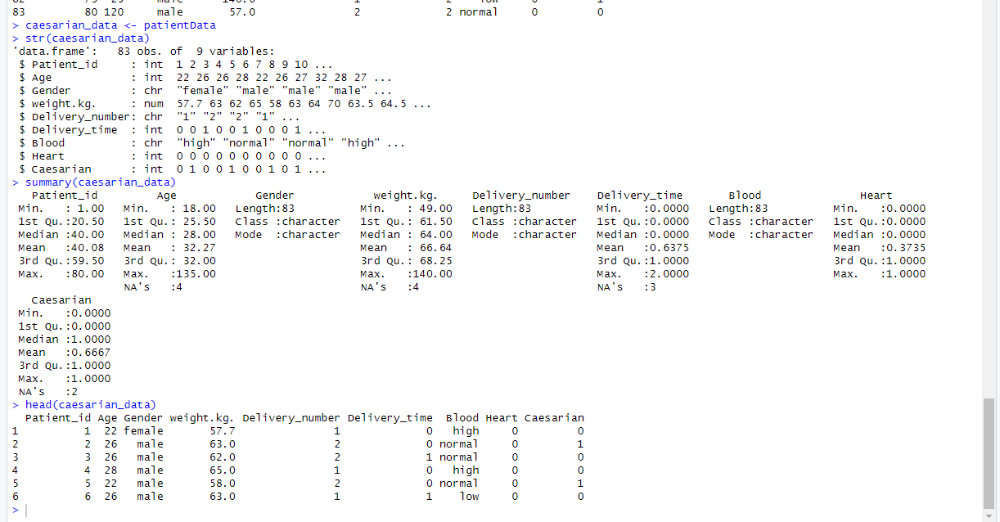 82 75 29 male 140.0 1 2 low 0 1
83 80 120 male 57.0 2 2 normal 0 0
> caesarian_data <- patientData
> str(caesarian_data)
'data.frame': 83 obs. of 9 variables:
$ Patient_id : int 1 2 3 4 5 6 7 8 9 10 ...
$ Age : int 22 26 26 28 22 26 27 32 28 27 ...
$ Gender : chr "female" "male" "male" "male" ...
$ weight.kg. : num 57.7 63 62 65 58 63 64 70 63.5 64.5 ...
$ Delivery_number: chr "1" "2" "2" "1" ...
$ Delivery_time : int 0 0 1 0 0 1 0 0 0 1 ...
$ Blood : chr "high" "normal" "normal" "high" ...
$ Heart : int 0 0 0 0 0 0 0 0 0 0 ...
$ Caesarian : int 0 1 0 0 1 0 0 1 0 1 ...
> summary(caesarian_data)
Patient_id Age Gender weight.kg. Delivery_number Delivery_time Blood Heart
Min. : 1.00 Min. : 18.00 Length:83 Min. : 49.00 Length:83 Min. :0.0000 Length:83 Min. :0.0000
1st Qu.:20.50 1st Qu.: 25.50 Class :character 1st Qu.: 61.50 Class :character 1st Qu.:0.0000 Class :character 1st Qu.:0.0000
Median :40.00 Median : 28.00 Mode :character Median : 64.00 Mode :character Median :0.0000 Mode :character Median :0.0000
Mean :40.08 Mean : 32.27 Mean : 66.64 Mean :0.6375 Mean :0.3735
3rd Qu.:59.50 3rd Qu.: 32.00 3rd Qu.: 68.25 3rd Qu.:1.0000 3rd Qu.:1.0000
Max. :80.00 Max. :135.00 Max. :140.00 Max. :2.0000 Max. :1.0000
NA's :4 NA's :4 NA's :3
Caesarian
Min. :0.0000
1st Qu.:0.0000
Median :1.0000
Mean :0.6667
3rd Qu.:1.0000
Max. :1.0000
NA's :2
> head(caesarian_data)
Patient_id Age Gender weight.kg. Delivery_number Delivery_time Blood Heart Caesarian
1 1 22 female 57.7 1 0 high 0 0
2 2 26 male 63.0 2 0 normal 0 1
3 3 26 male 62.0 2 1 normal 0 0
4 4 28 male 65.0 1 0 high 0 0
5 5 22 male 58.0 2 0 normal 0 1
6 6 26 male 63.0 1 1 low 0 0
>